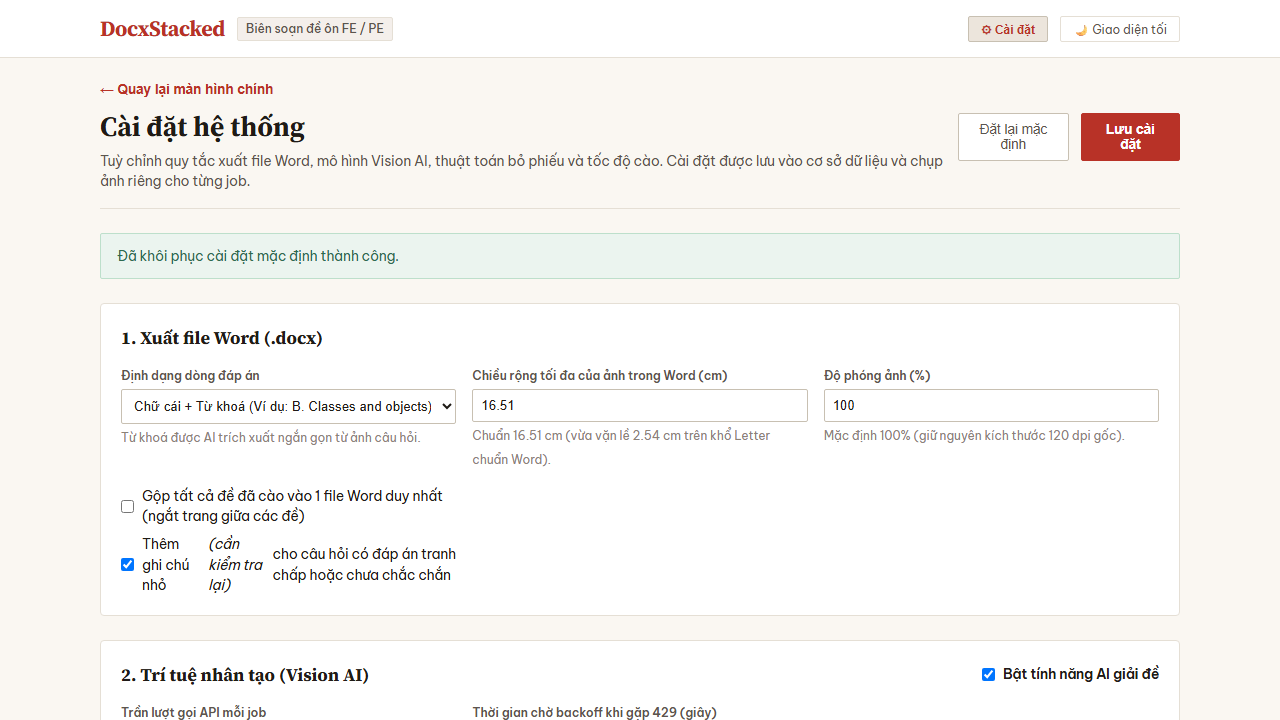 DocxStacked
Biên soạn đề ôn FE / PE
⚙ Cài đặt
🌙 Giao diện tối
← Quay lại màn hình chính
Cài đặt hệ thống
Tuỳ chỉnh quy tắc xuất file Word, mô hình Vision AI, thuật toán bỏ phiếu và tốc độ cào. Cài đặt được lưu vào cơ sở dữ liệu và chụp
ảnh riêng cho từng job.
Đặt lại mặc
định
Lưu cài
đặt
Đã khôi phục cài đặt mặc định thành công.
1. Xuất file Word (.docx)
Định dạng dòng đáp án
Chữ cái + Từ khoá (Ví dụ: B. Classes and objects)
Từ khoá được AI trích xuất ngắn gọn từ ảnh câu hỏi.
Chiều rộng tối đa của ảnh trong Word (cm)
16.51
Chuẩn 16.51 cm (vừa vặn lề 2.54 cm trên khổ Letter
chuẩn Word).
Độ phóng ảnh (%)
100
Mặc định 100% (giữ nguyên kích thước 120 dpi gốc).
Gộp tất cả đề đã cào vào 1 file Word duy nhất
(ngắt trang giữa các đề)
Thêm
ghi chú
nhỏ
(cần
kiểm tra
lại)
cho câu hỏi có đáp án tranh
chấp hoặc chưa chắc chắn
2. Trí tuệ nhân tạo (Vision AI)
Bật tính năng AI giải đề
Trần lượt gọi API mỗi job
Thời gian chờ backoff khi gặp 429 (giây)